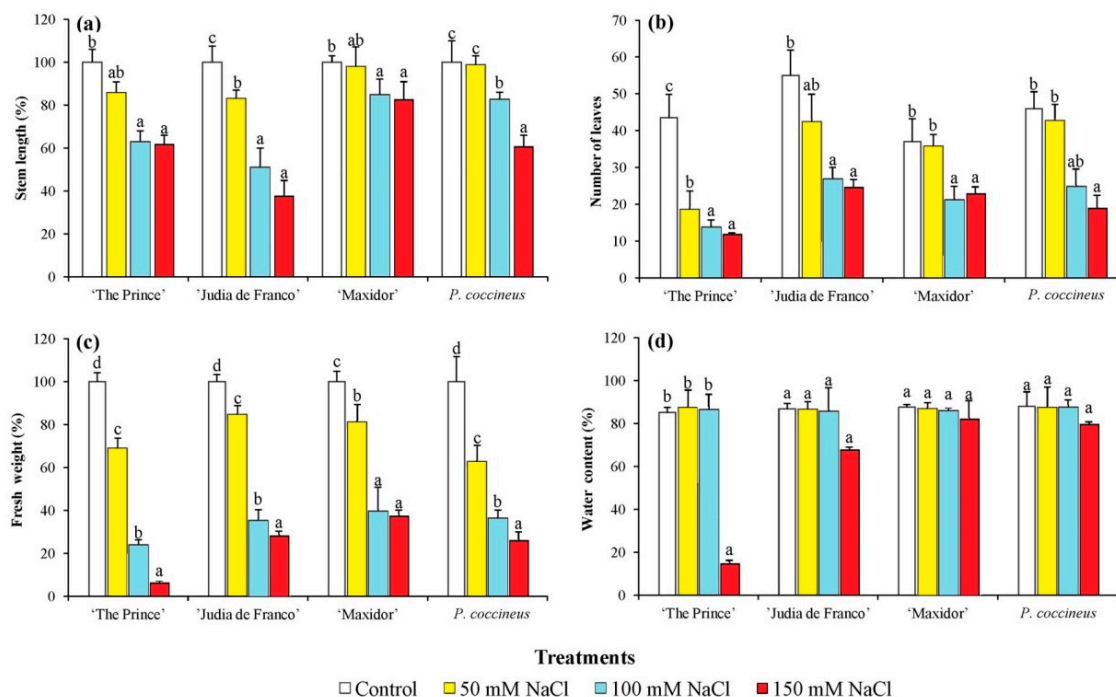 (a)
Stem length (%)
120
100
80
60
40
20
0
b ab a a
c b a a
b ab a a
c c b a
'The Prince' 'Judia de Franco' 'Maxidor' P. coccineus
(b)
Number of leaves
70
60
50
40
30
20
10
0
c b a a
b ab a a
b b a a
b b ab a
'The Prince' 'Judia de Franco' 'Maxidor' P. coccineus
(c)
Fresh weight (%)
120
100
80
60
40
20
0
d c b a
d c b a
c b a a
d c b a
'The Prince' 'Judia de Franco' 'Maxidor' P. coccineus
(d)
Water content (%)
120
100
80
60
40
20
0
b b b a
a a a a
a a a a
a a a a
'The Prince' 'Judia de Franco' 'Maxidor' P. coccineus
Treatments
Control 50 mM NaCl 100 mM NaCl 150 mM NaCl